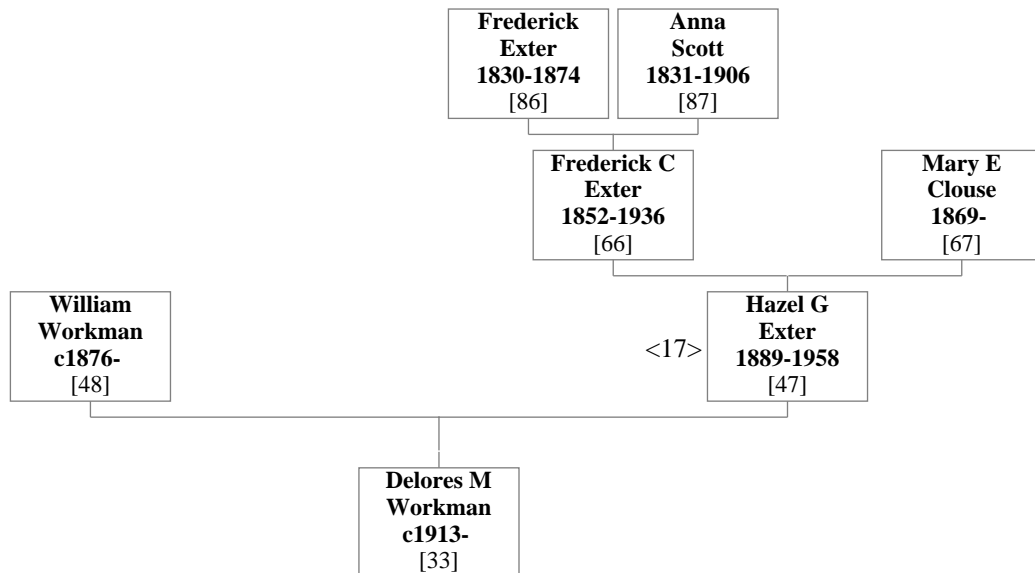 Frederick
Exter
1830-1874
[86]
Anna
Scott
1831-1906
[87]
Frederick C
Exter
1852-1936
[66]
Mary E
Clouse
1869-
[67]
William
Workman
c1876-
[48]
<17>
Hazel G
Exter
1889-1958
[47]
Delores M
Workman
c1913-
[33]